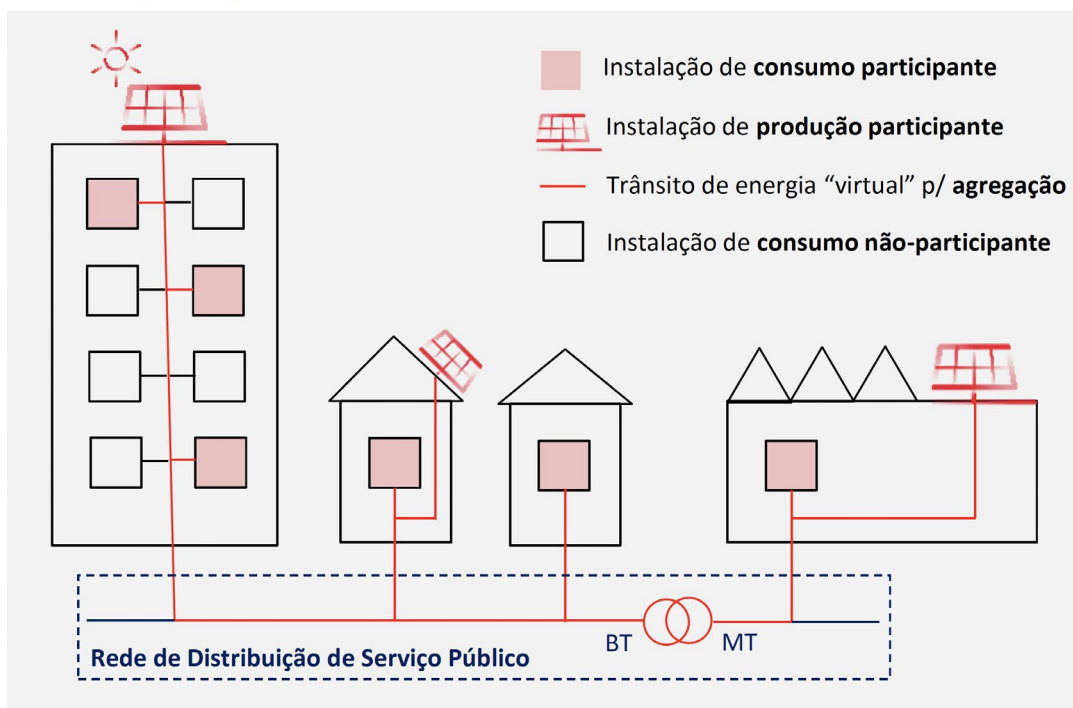 Instalação de consumo participante
Instalação de produção participante
Trânsito de energia “virtual” p/ agregação
Instalação de consumo não-participante
BT
MT
Rede de Distribuição de Serviço Público